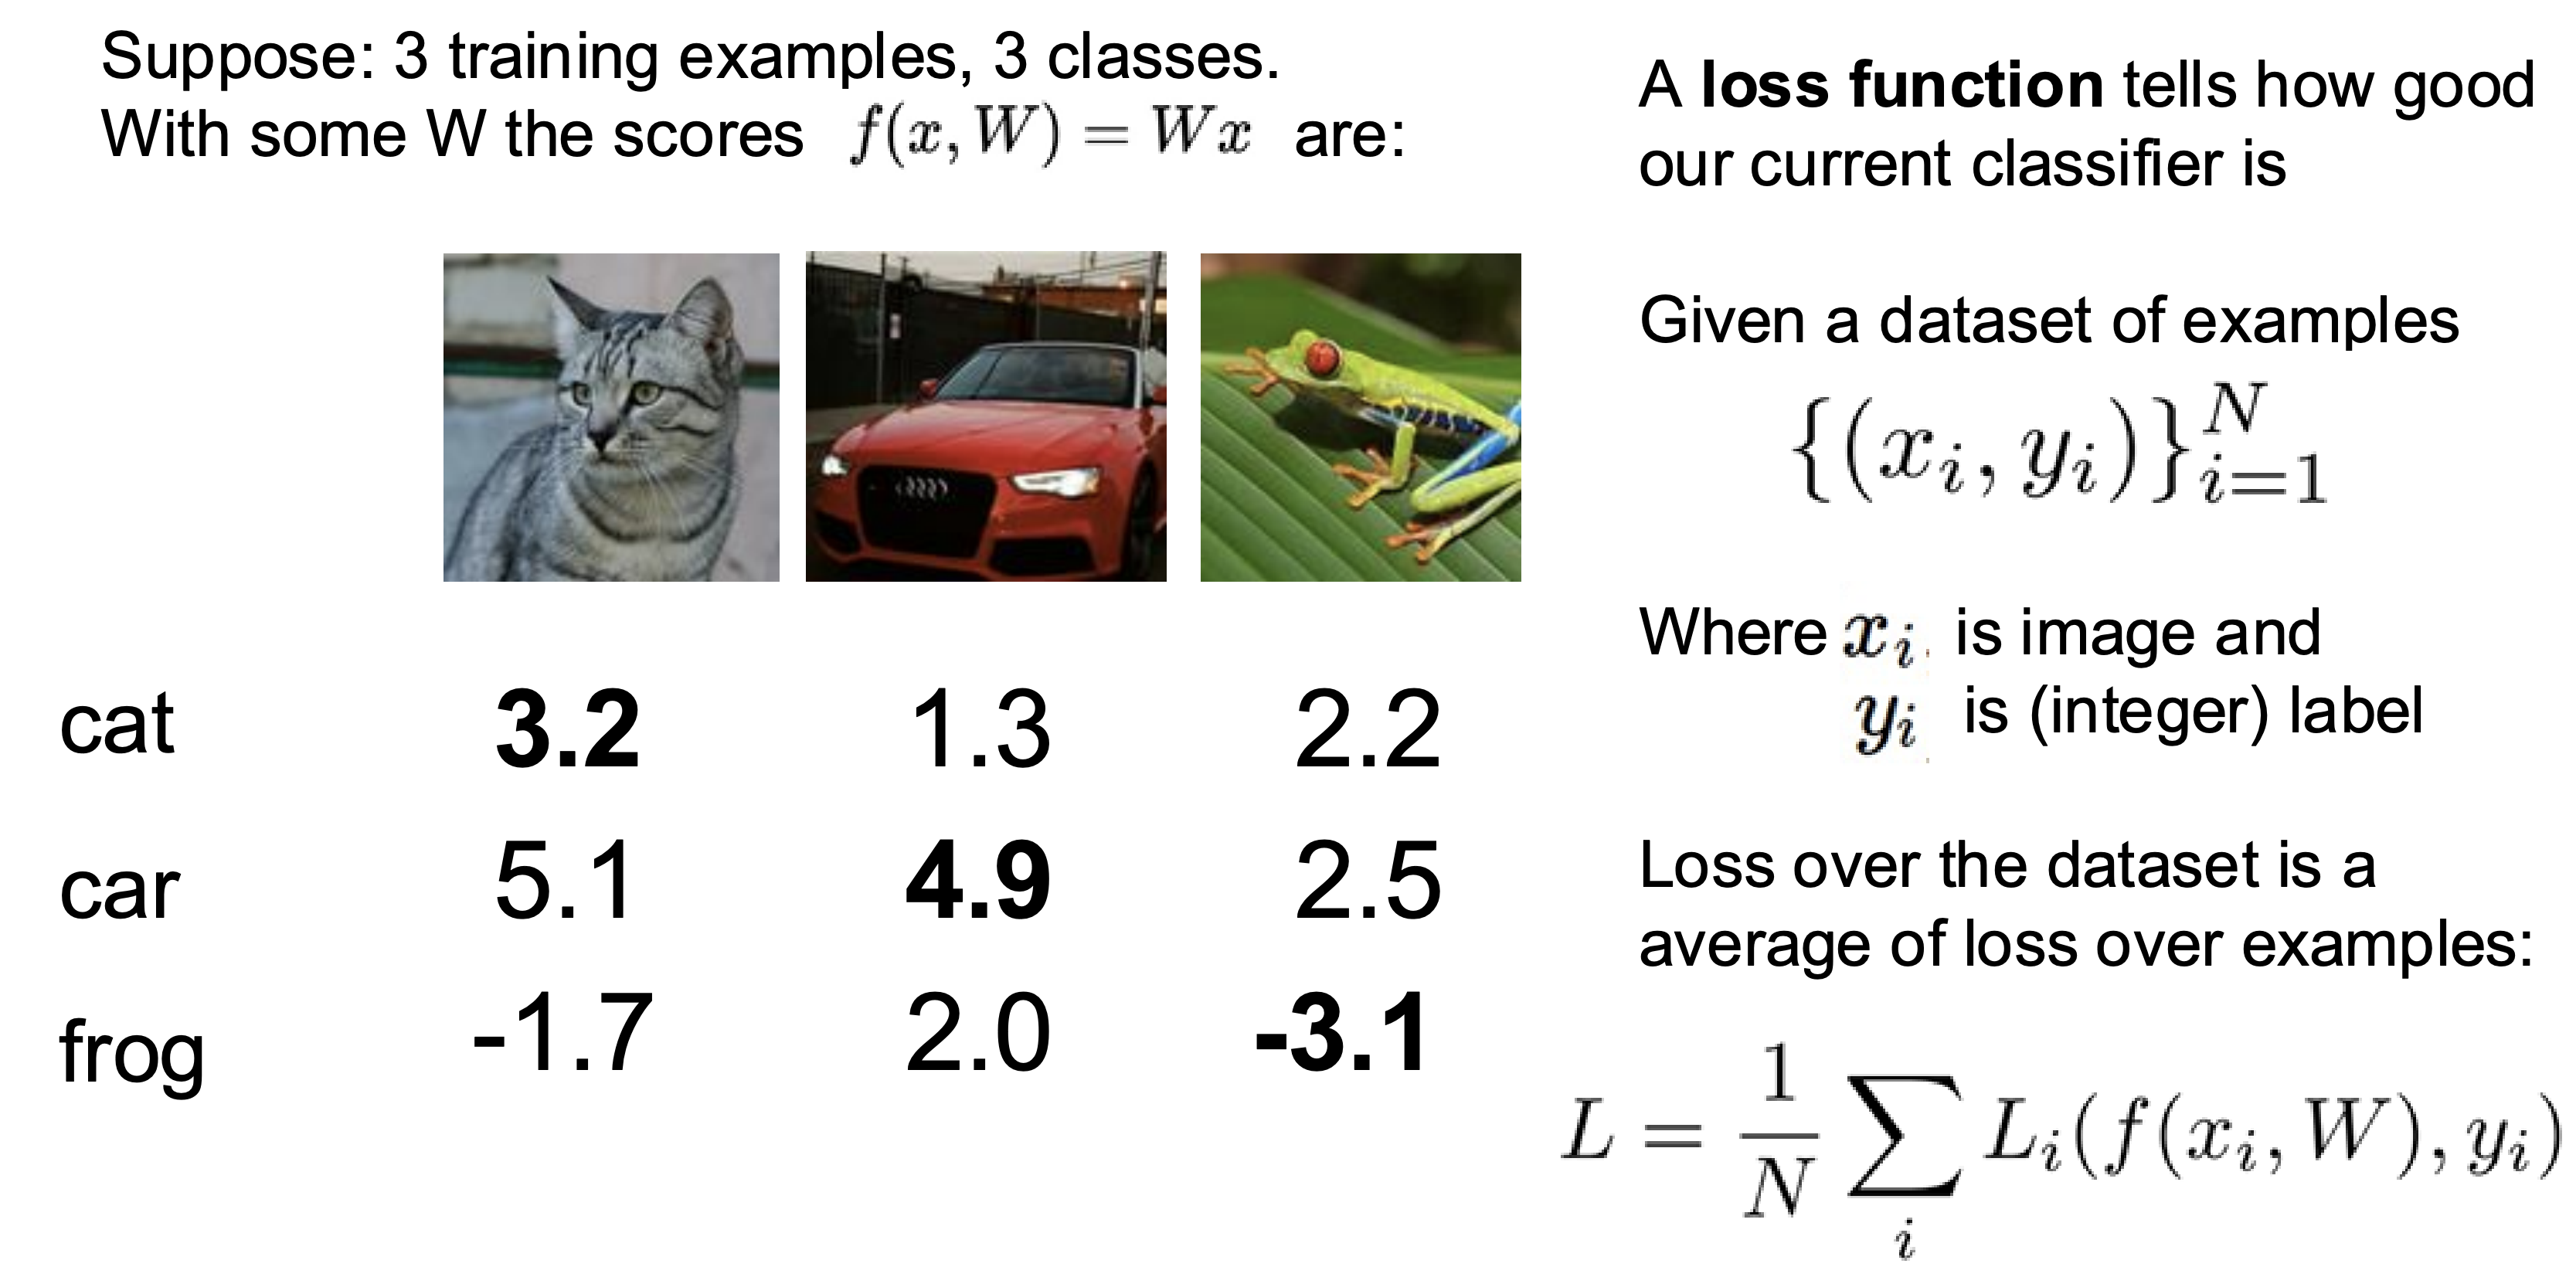 Suppose: 3 training examples, 3 classes.
With some W the scores f(x, W) = Wx are:
cat 3.2 1.3 2.2
car 5.1 4.9 2.5
frog -1.7 2.0 -3.1
A loss function tells how good
our current classifier is
Given a dataset of examples
{(x_i, y_i)}_{i=1}^N
Where x_i is image and
y_i is (integer) label
Loss over the dataset is a
average of loss over examples:
L = \frac{1}{N} \sum_i L_i(f(x_i, W), y_i)